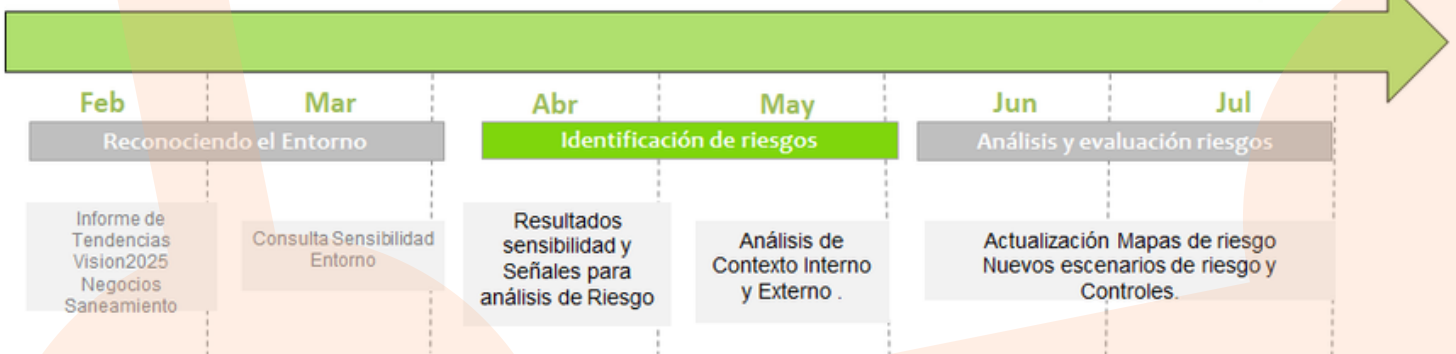 Feb
Mar
Abr
May
Jun
Jul
Reconociendo el Entorno
Identificación de riesgos
Análisis y evaluación riesgos
Informe de
Tendencias
Vision2025
Negocios
Saneamiento
Consulta Sensibilidad
Entorno
Resultados
sensibilidad y
Señales para
análisis de Riesgo
Análisis de
Contexto Interno
y Externo .
Actualización Mapas de riesgo
Nuevos escenarios de riesgo y
Controles.